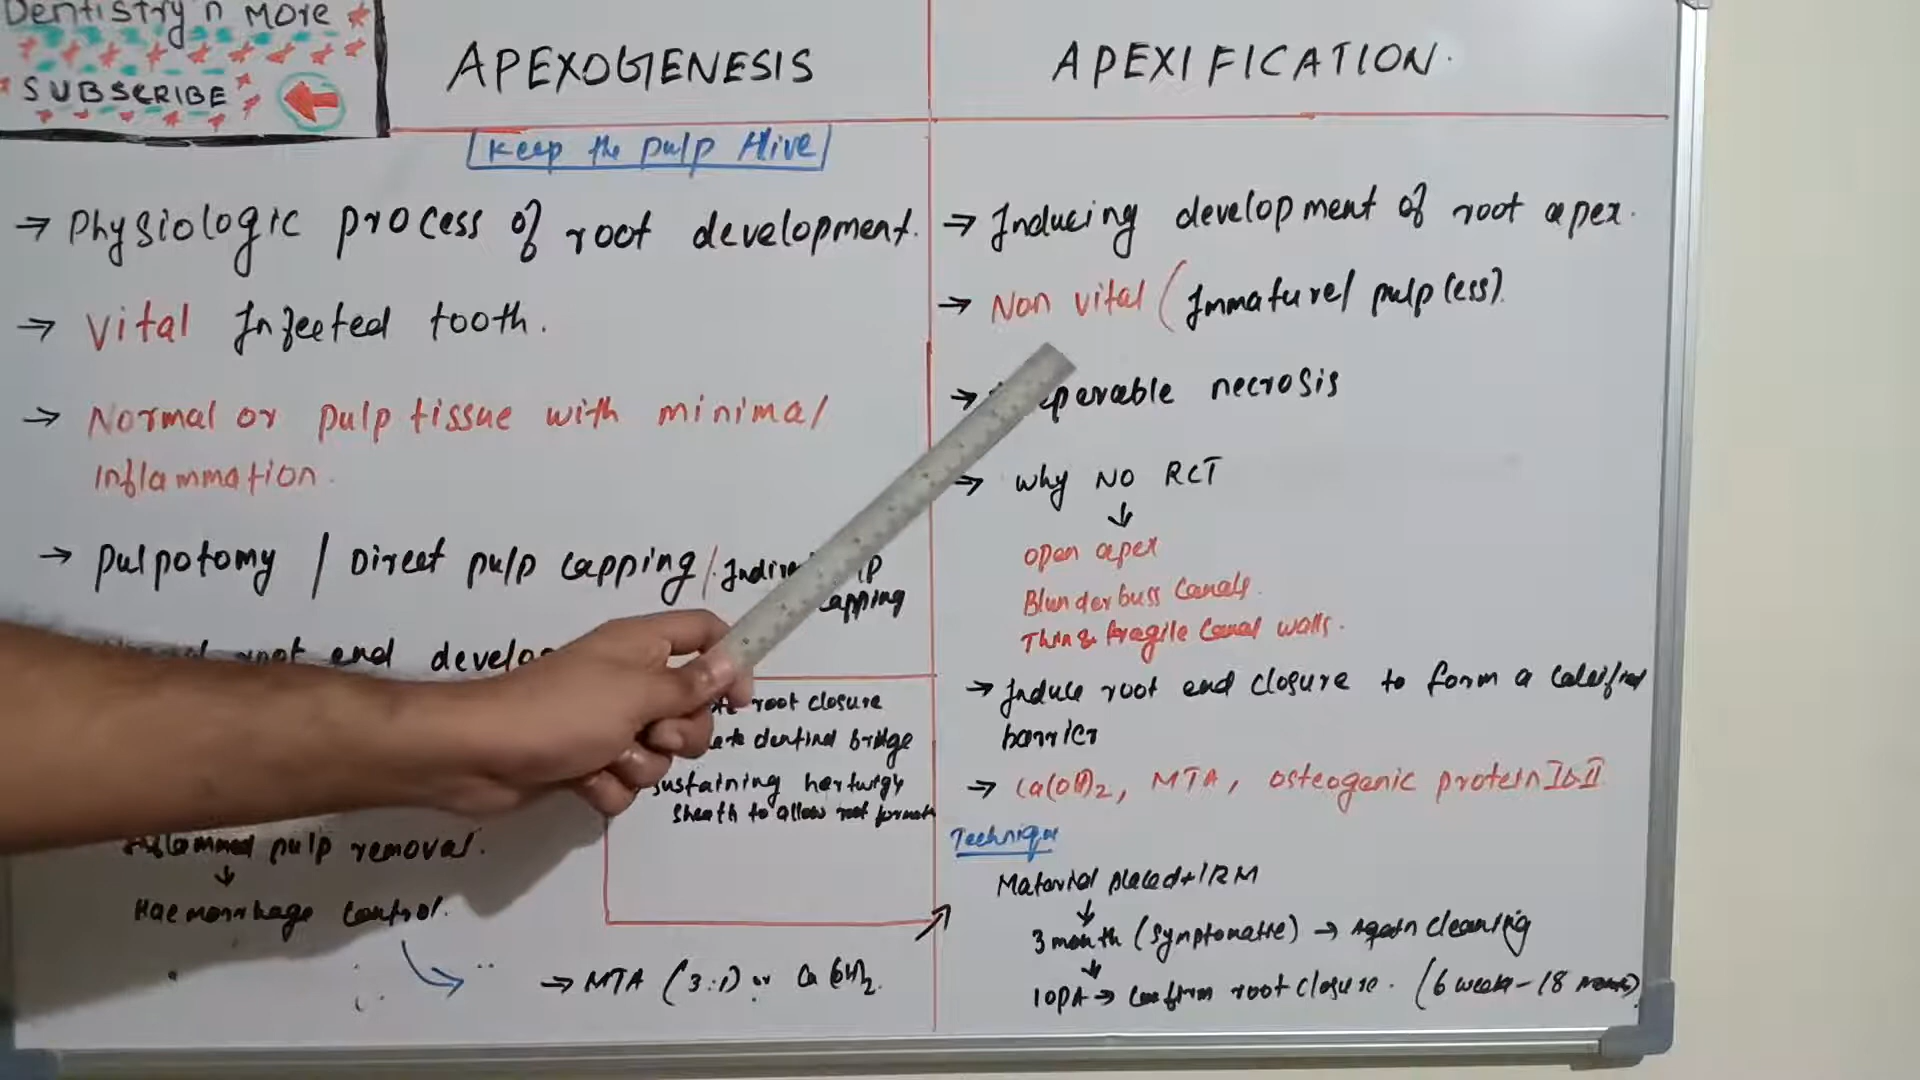 Dentistry n More
SUBSCRIBE
APEXOGENESIS
Keep the pulp Alive
→ Physiologic process of root development.
→ Vital Infected tooth.
→ Normal or pulp tissue with minimal
inflammation.
→ Pulpotomy / Direct pulp capping /
capping
root end
root closure
dentinal bridge
sustaining hertwigs
sheath to allow root
pulp removal.
↓
Haemorrhage control.
→ MTA (3:1) or Ca(OH)2
APEXIFICATION.
→ Inducing development of root apex.
→ Non vital (Immature/ pulpless).
→ necrosis
→ why NO RCT
↓
open apex
Blunderbuss Canals.
Thin & fragile Canal walls.
→ Induce root end closure to form a calcified
barrier
→ Ca(OH)2, MTA, osteogenic protein I & II
Technique
Material placed + IRM
↓
3 month (symptomatic) → Again cleaning
↓
IOPA → Confirm root closure. (6 weeks - 18 months)